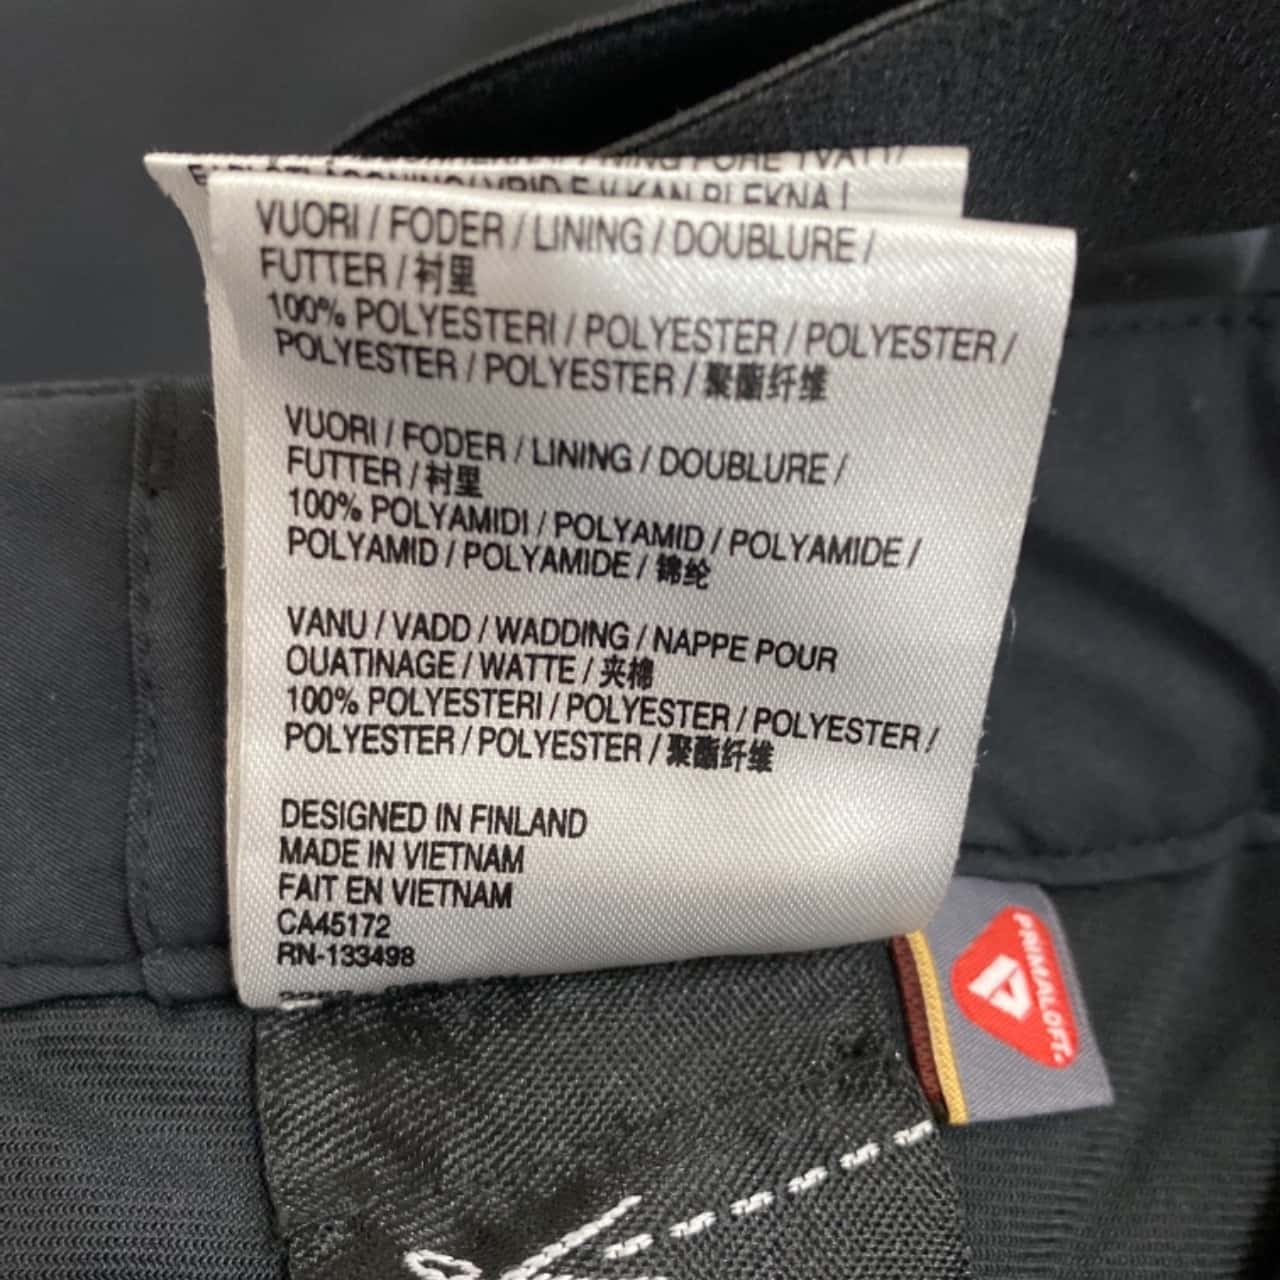 VUORI / FODER / LINING / DOUBLURE /
FUTTER / 衬里
100% POLYESTERI / POLYESTER / POLYESTER /
POLYESTER / POLYESTER / 聚酯纤维
VUORI / FODER / LINING / DOUBLURE /
FUTTER / 衬里
100% POLYAMIDI / POLYAMID / POLYAMIDE /
POLYAMID / POLYAMIDE / 锦纶
VANU / VADD / WADDING / NAPPE POUR
OUATINAGE / WATTE / 夹棉
100% POLYESTERI / POLYESTER / POLYESTER /
POLYESTER / POLYESTER / 聚酯纤维
DESIGNED IN FINLAND
MADE IN VIETNAM
FAIT EN VIETNAM
CA45172
RN-133498
PRIMALOFT.